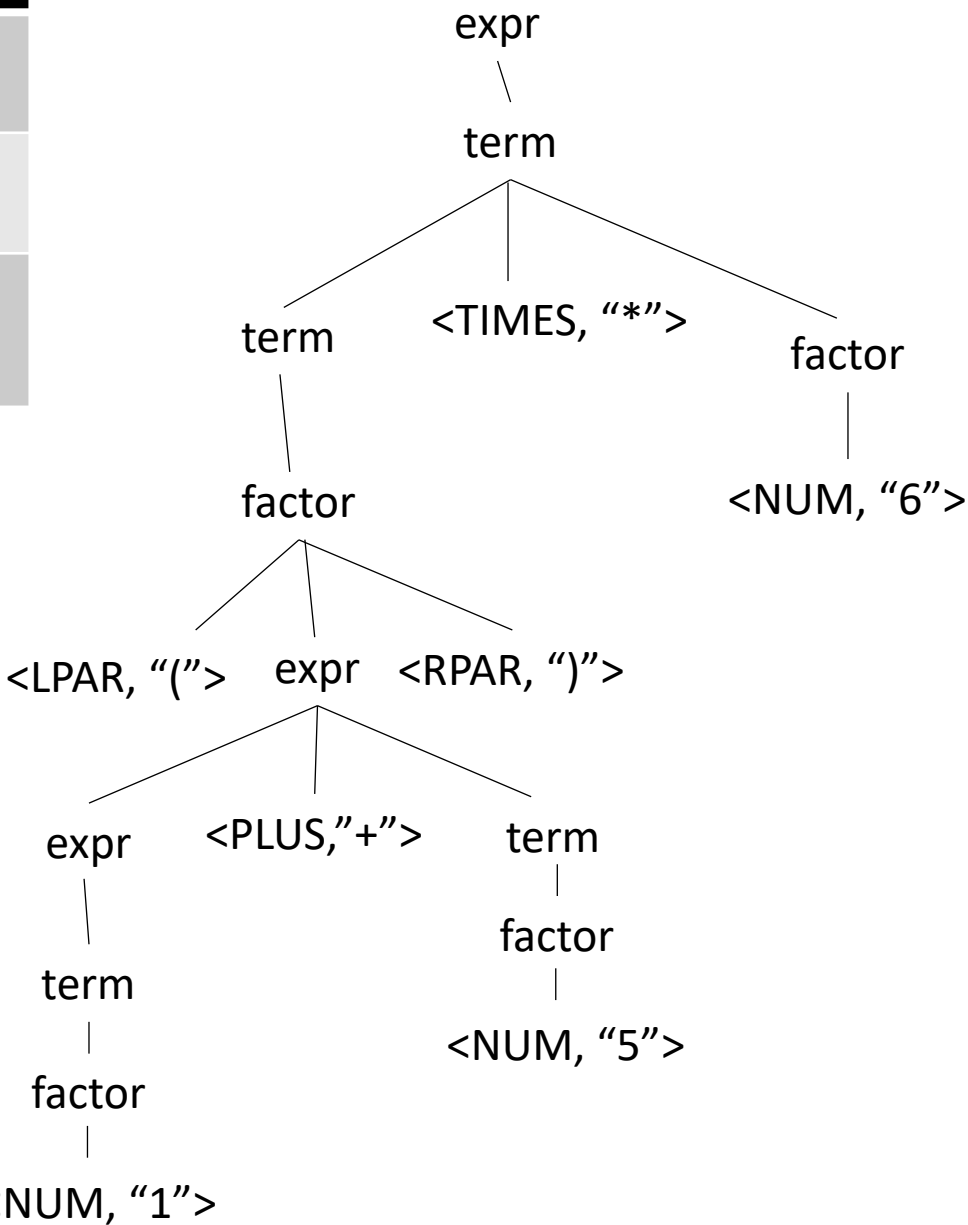 expr
term
term
<TIMES, “*”>
factor
factor
<NUM, “6”>
<LPAR, “(”>
expr
<RPAR, “)”>
expr
<PLUS,”+”>
term
term
factor
factor
<NUM, “5”>
NUM, “1”>